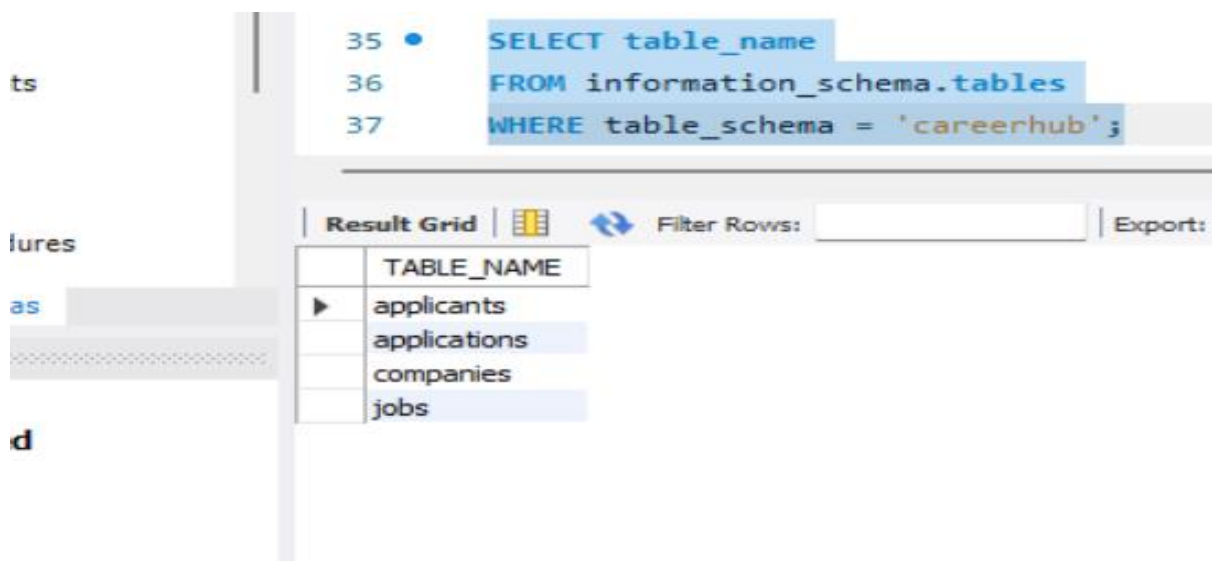 35 SELECT table_name
ts
36 FROM information_schema.tables
37 WHERE table_schema = 'careerhub';
Result Grid Filter Rows: Export:
dures
TABLE_NAME
as
applicants
applications
companies
jobs
d